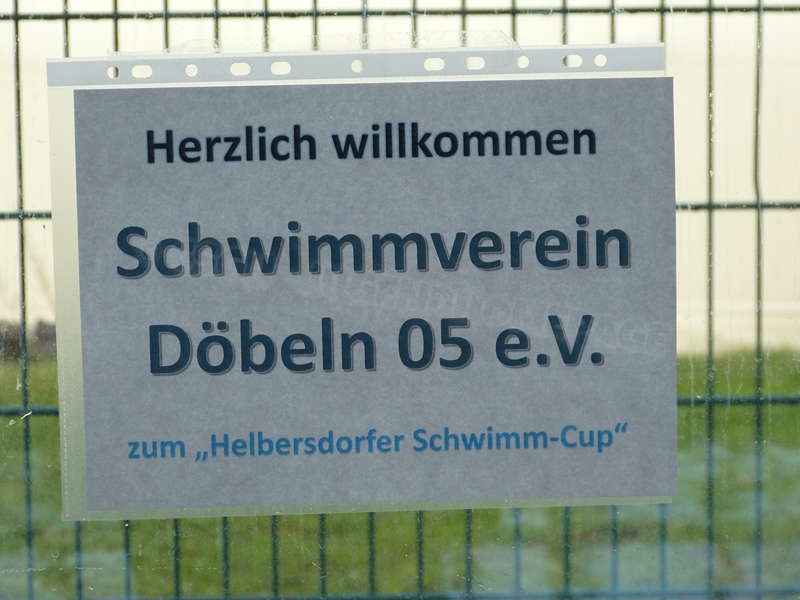 Herzlich willkommen
Schwimmverein
Döbeln 05 e.V.
zum „Helbersdorfer Schwimm-Cup“